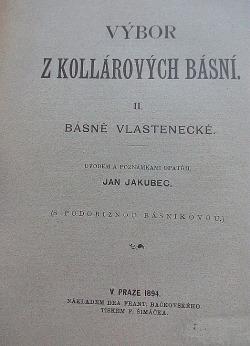 VÝBOR
Z KOLLÁROVÝCH BÁSNÍ.
II.
BÁSNĚ VLASTENECKÉ.
ÚVODEM A POZNÁMKAMI OPATŘIL
JAN JAKUBEC.
(S PODOBIZNOU BÁSNÍKOVOU.)
V PRAZE 1894.
NÁKLADEM DRA FRANT. BAČKOVSKÉHO.
TISKEM F. ŠIMÁČKA.